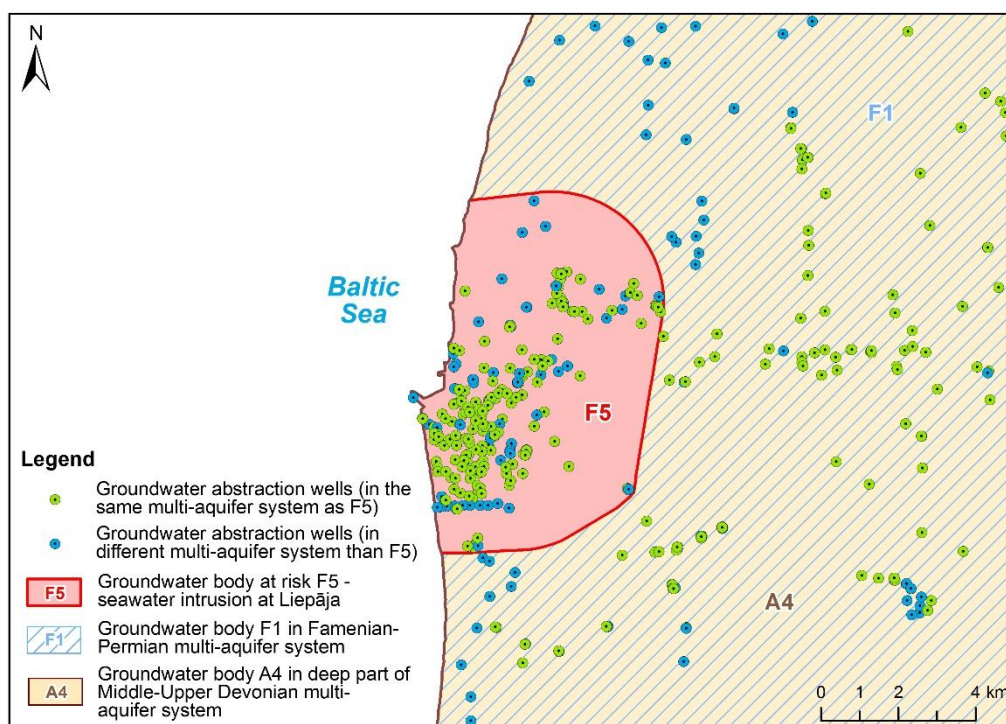 N
F1
Baltic
Sea
F5
A4
Legend
Groundwater abstraction wells (in the
same multi-aquifer system as F5)
Groundwater abstraction wells (in
different multi-aquifer system than F5)
F5
Groundwater body at risk F5 -
seawater intrusion at Liepāja
F1
Groundwater body F1 in Famenian-
Permian multi-aquifer system
A4
Groundwater body A4 in deep part of
Middle-Upper Devonian multi-
aquifer system
0 1 2 4 km